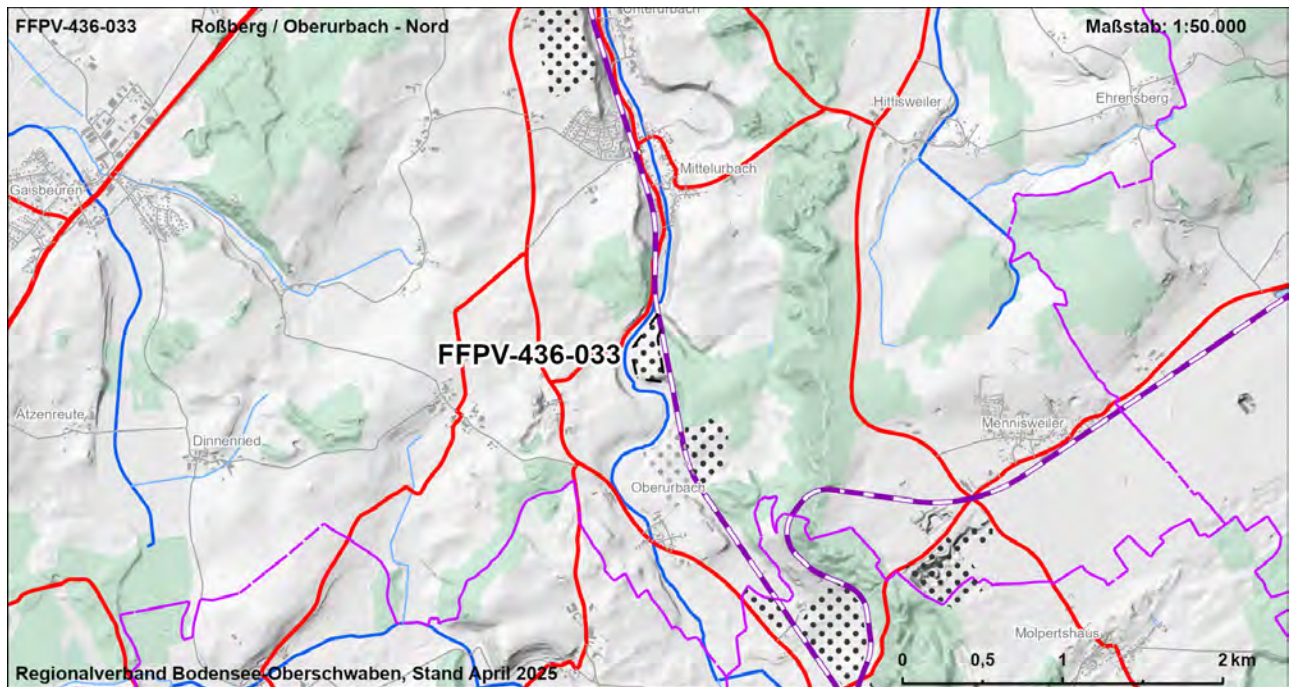 FFPV-436-033 Roßberg / Oberurbach - Nord Maßstab: 1:50.000
Unterurbach
Hittisweiler
Ehrensberg
Mittelurbach
Gaisbeuren
FFPV-436-033
Atzenreute
Dinnenried
Mennisweiler
Oberurbach
Molpertshaus
0 0,5 1 2 km
Regionalverband Bodensee-Oberschwaben, Stand April 2025